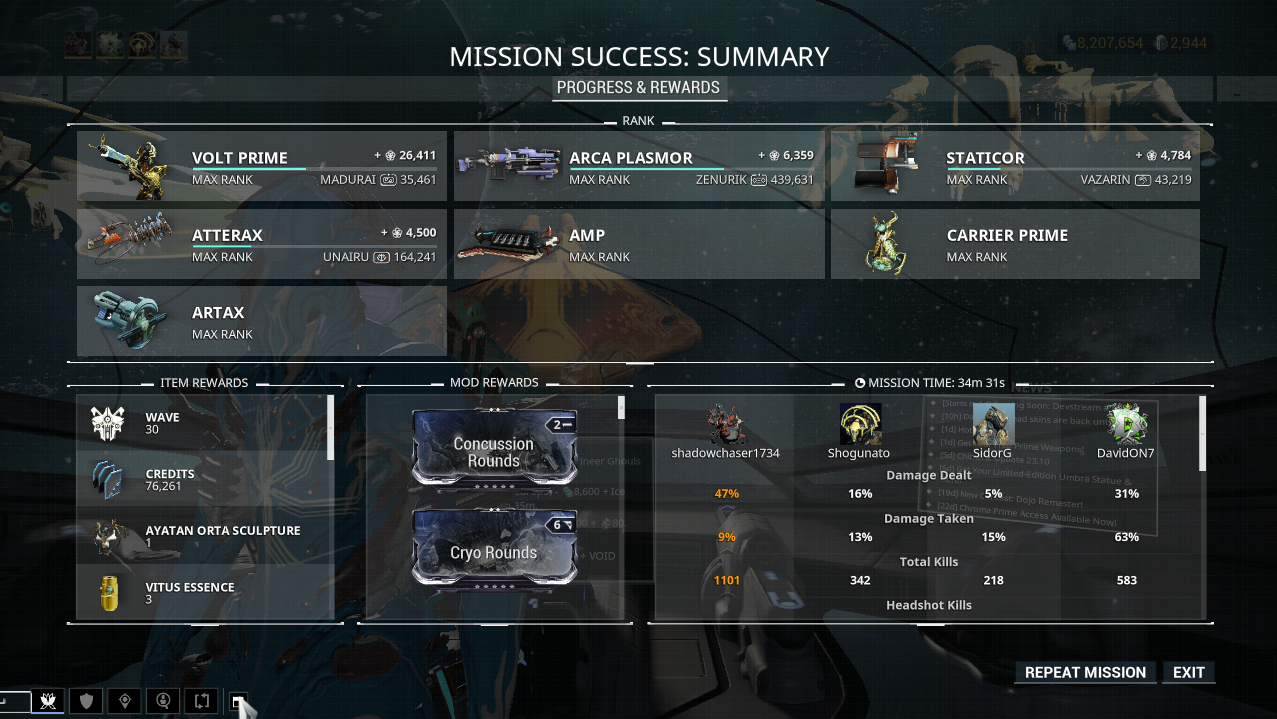 8,207,654 2,944
MISSION SUCCESS: SUMMARY
PROGRESS & REWARDS
RANK
VOLT PRIME + 26,411
MAX RANK MADURAI 35,461
ARCA PLASMOR + 6,359
MAX RANK ZENURIK 439,631
STATICOR + 4,784
MAX RANK VAZARIN 43,219
ATTERAX + 4,500
MAX RANK UNAIRU 164,241
AMP
MAX RANK
CARRIER PRIME
MAX RANK
ARTAX
MAX RANK
ITEM REWARDS
WAVE
30
CREDITS
76,261
AYATAN ORTA SCULPTURE
1
VITUS ESSENCE
3
MOD REWARDS
2
Concussion
Rounds
6
Cryo Rounds
MISSION TIME: 34m 31s
NEWS
shadowchaser1734 Shogunato SidorG DavidON7
Damage Dealt
47% 16% 5% 31%
Damage Taken
9% 13% 15% 63%
Total Kills
1101 342 218 583
Headshot Kills
REPEAT MISSION EXIT